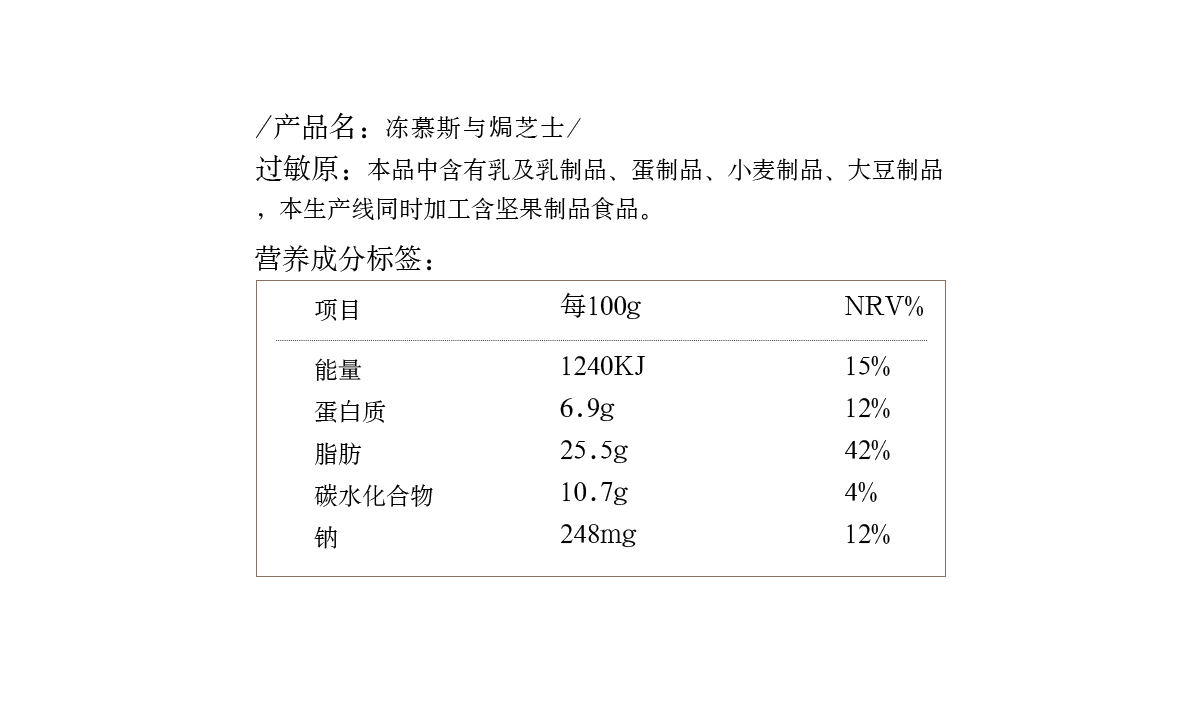 /产品名：冻慕斯与焗芝士/
过敏原：本品中含有乳及乳制品、蛋制品、小麦制品、大豆制品
，本生产线同时加工含坚果制品食品。
营养成分标签：
项目 每100g NRV%
能量 1240KJ 15%
蛋白质 6.9g 12%
脂肪 25.5g 42%
碳水化合物 10.7g 4%
钠 248mg 12%